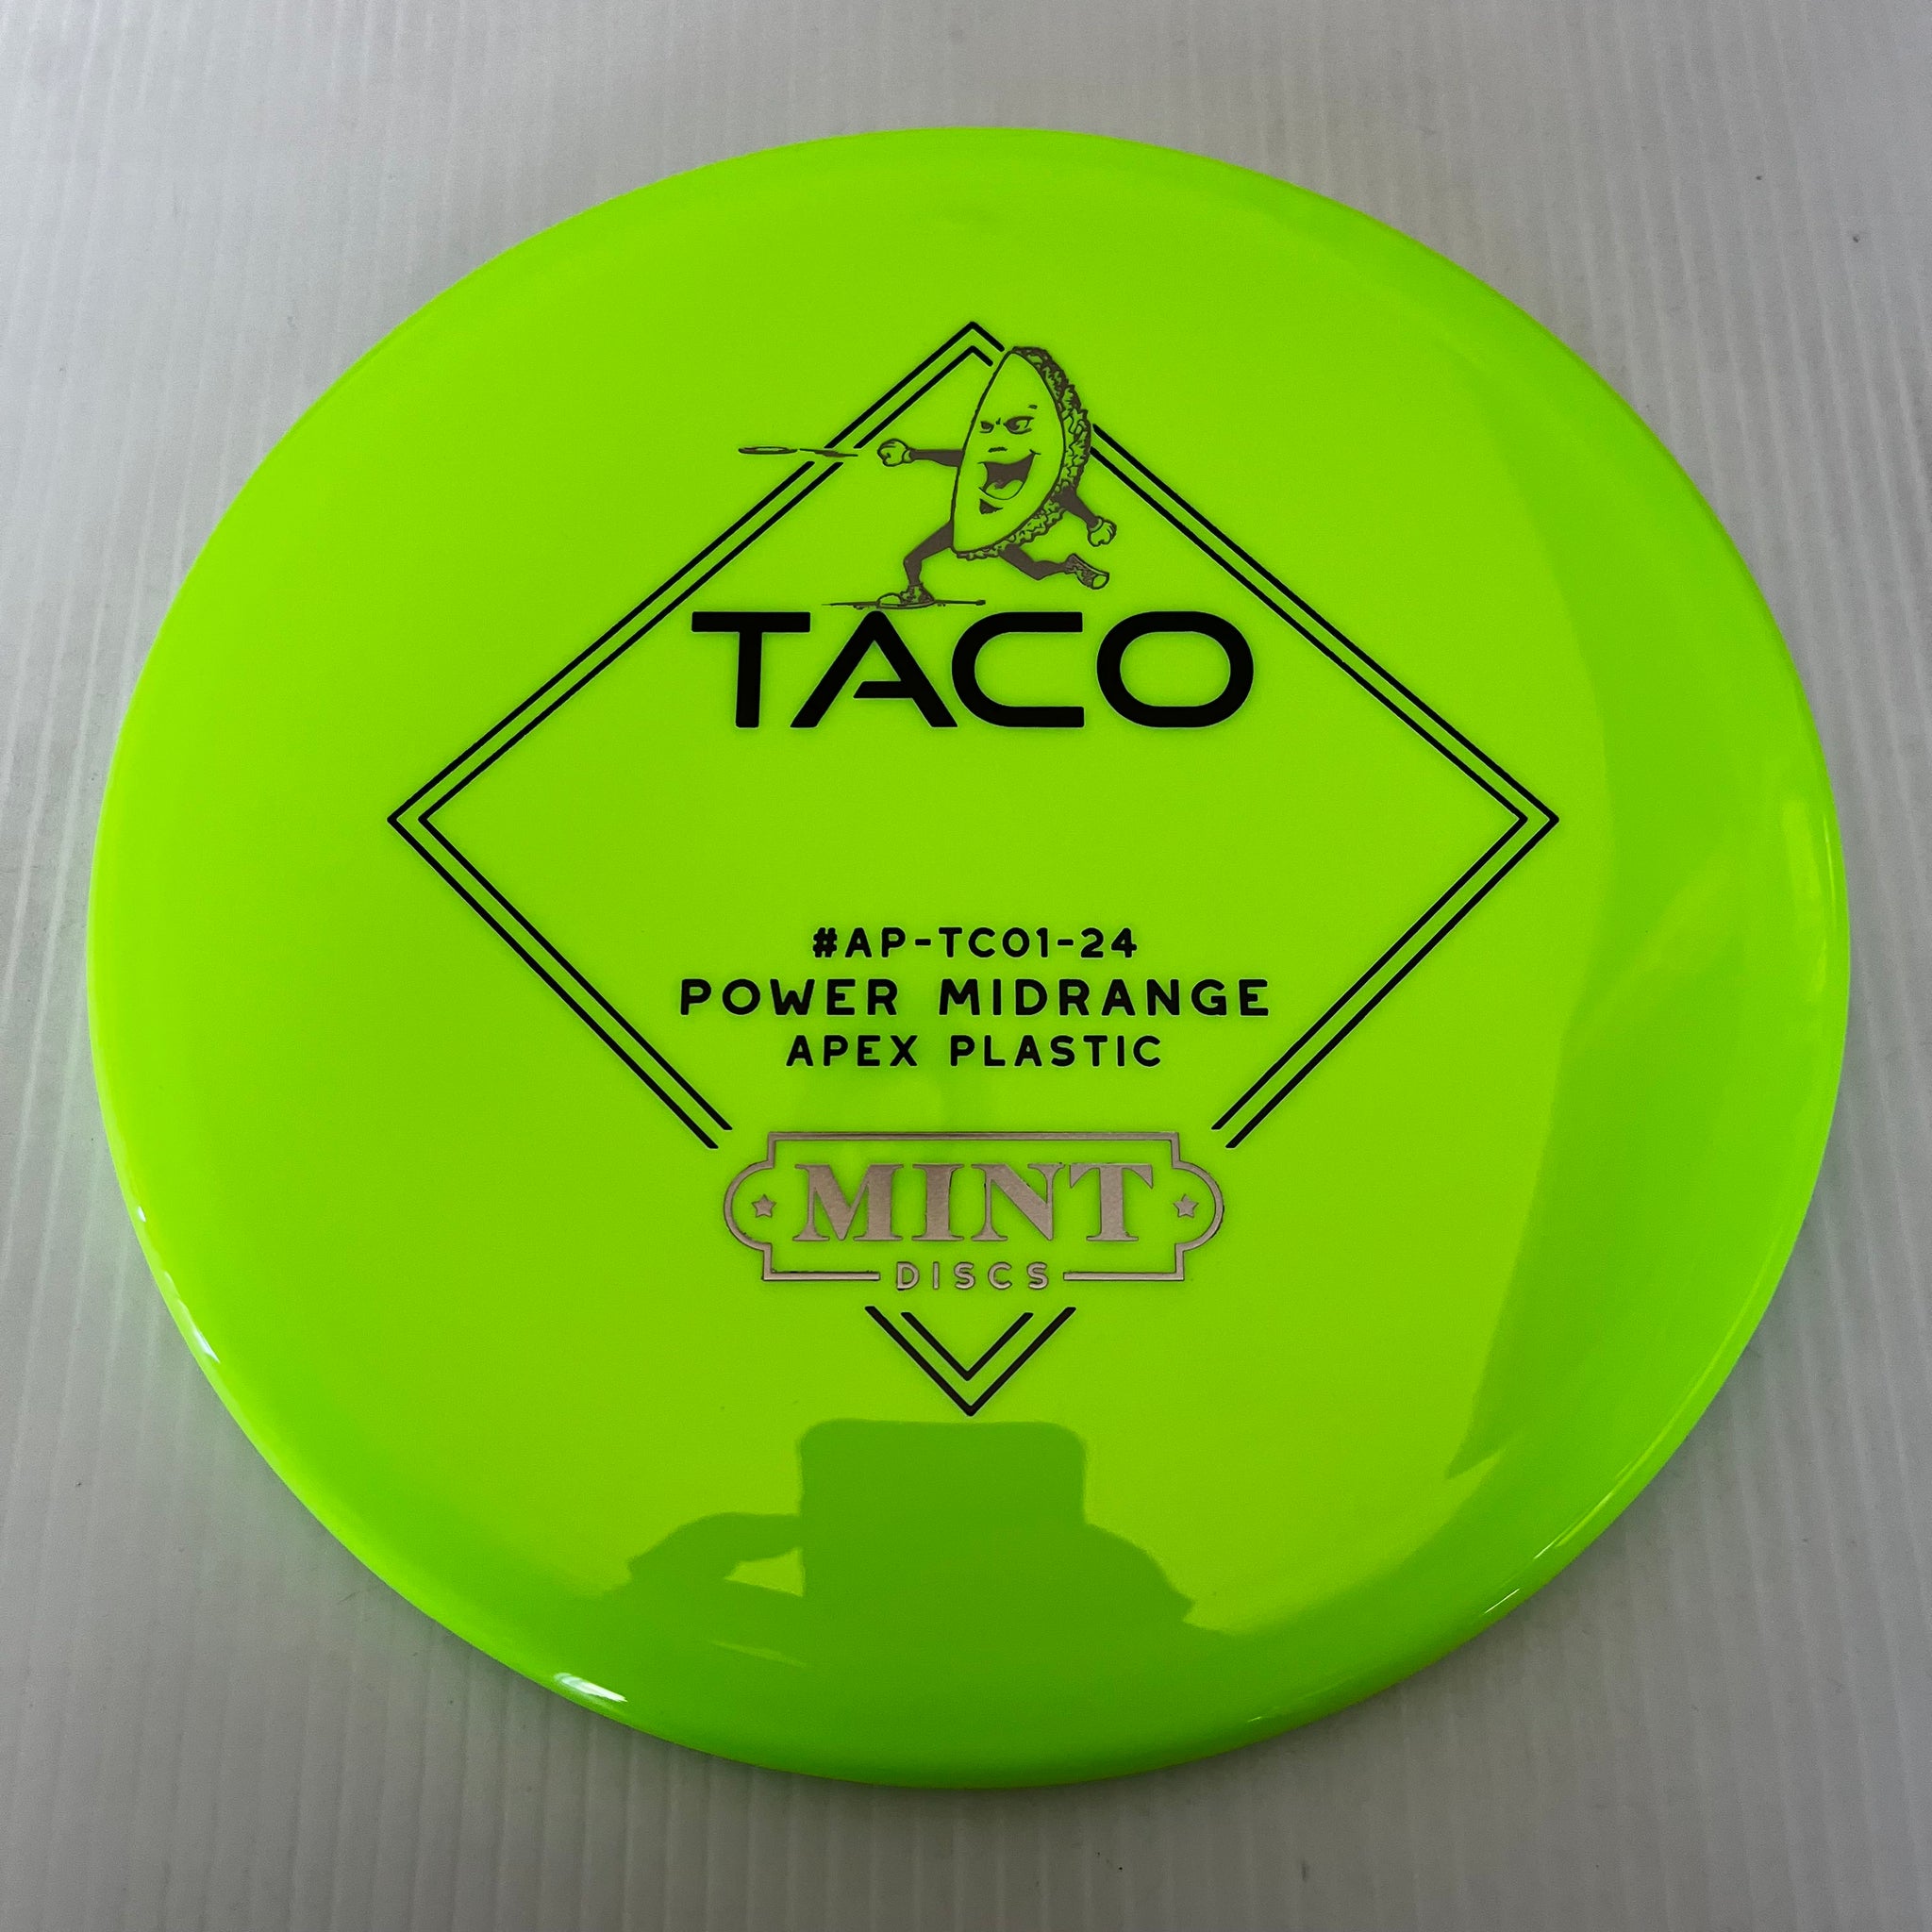 TACO
#AP-TC01-24
POWER MIDRANGE
APEX PLASTIC
MINT
DISCS